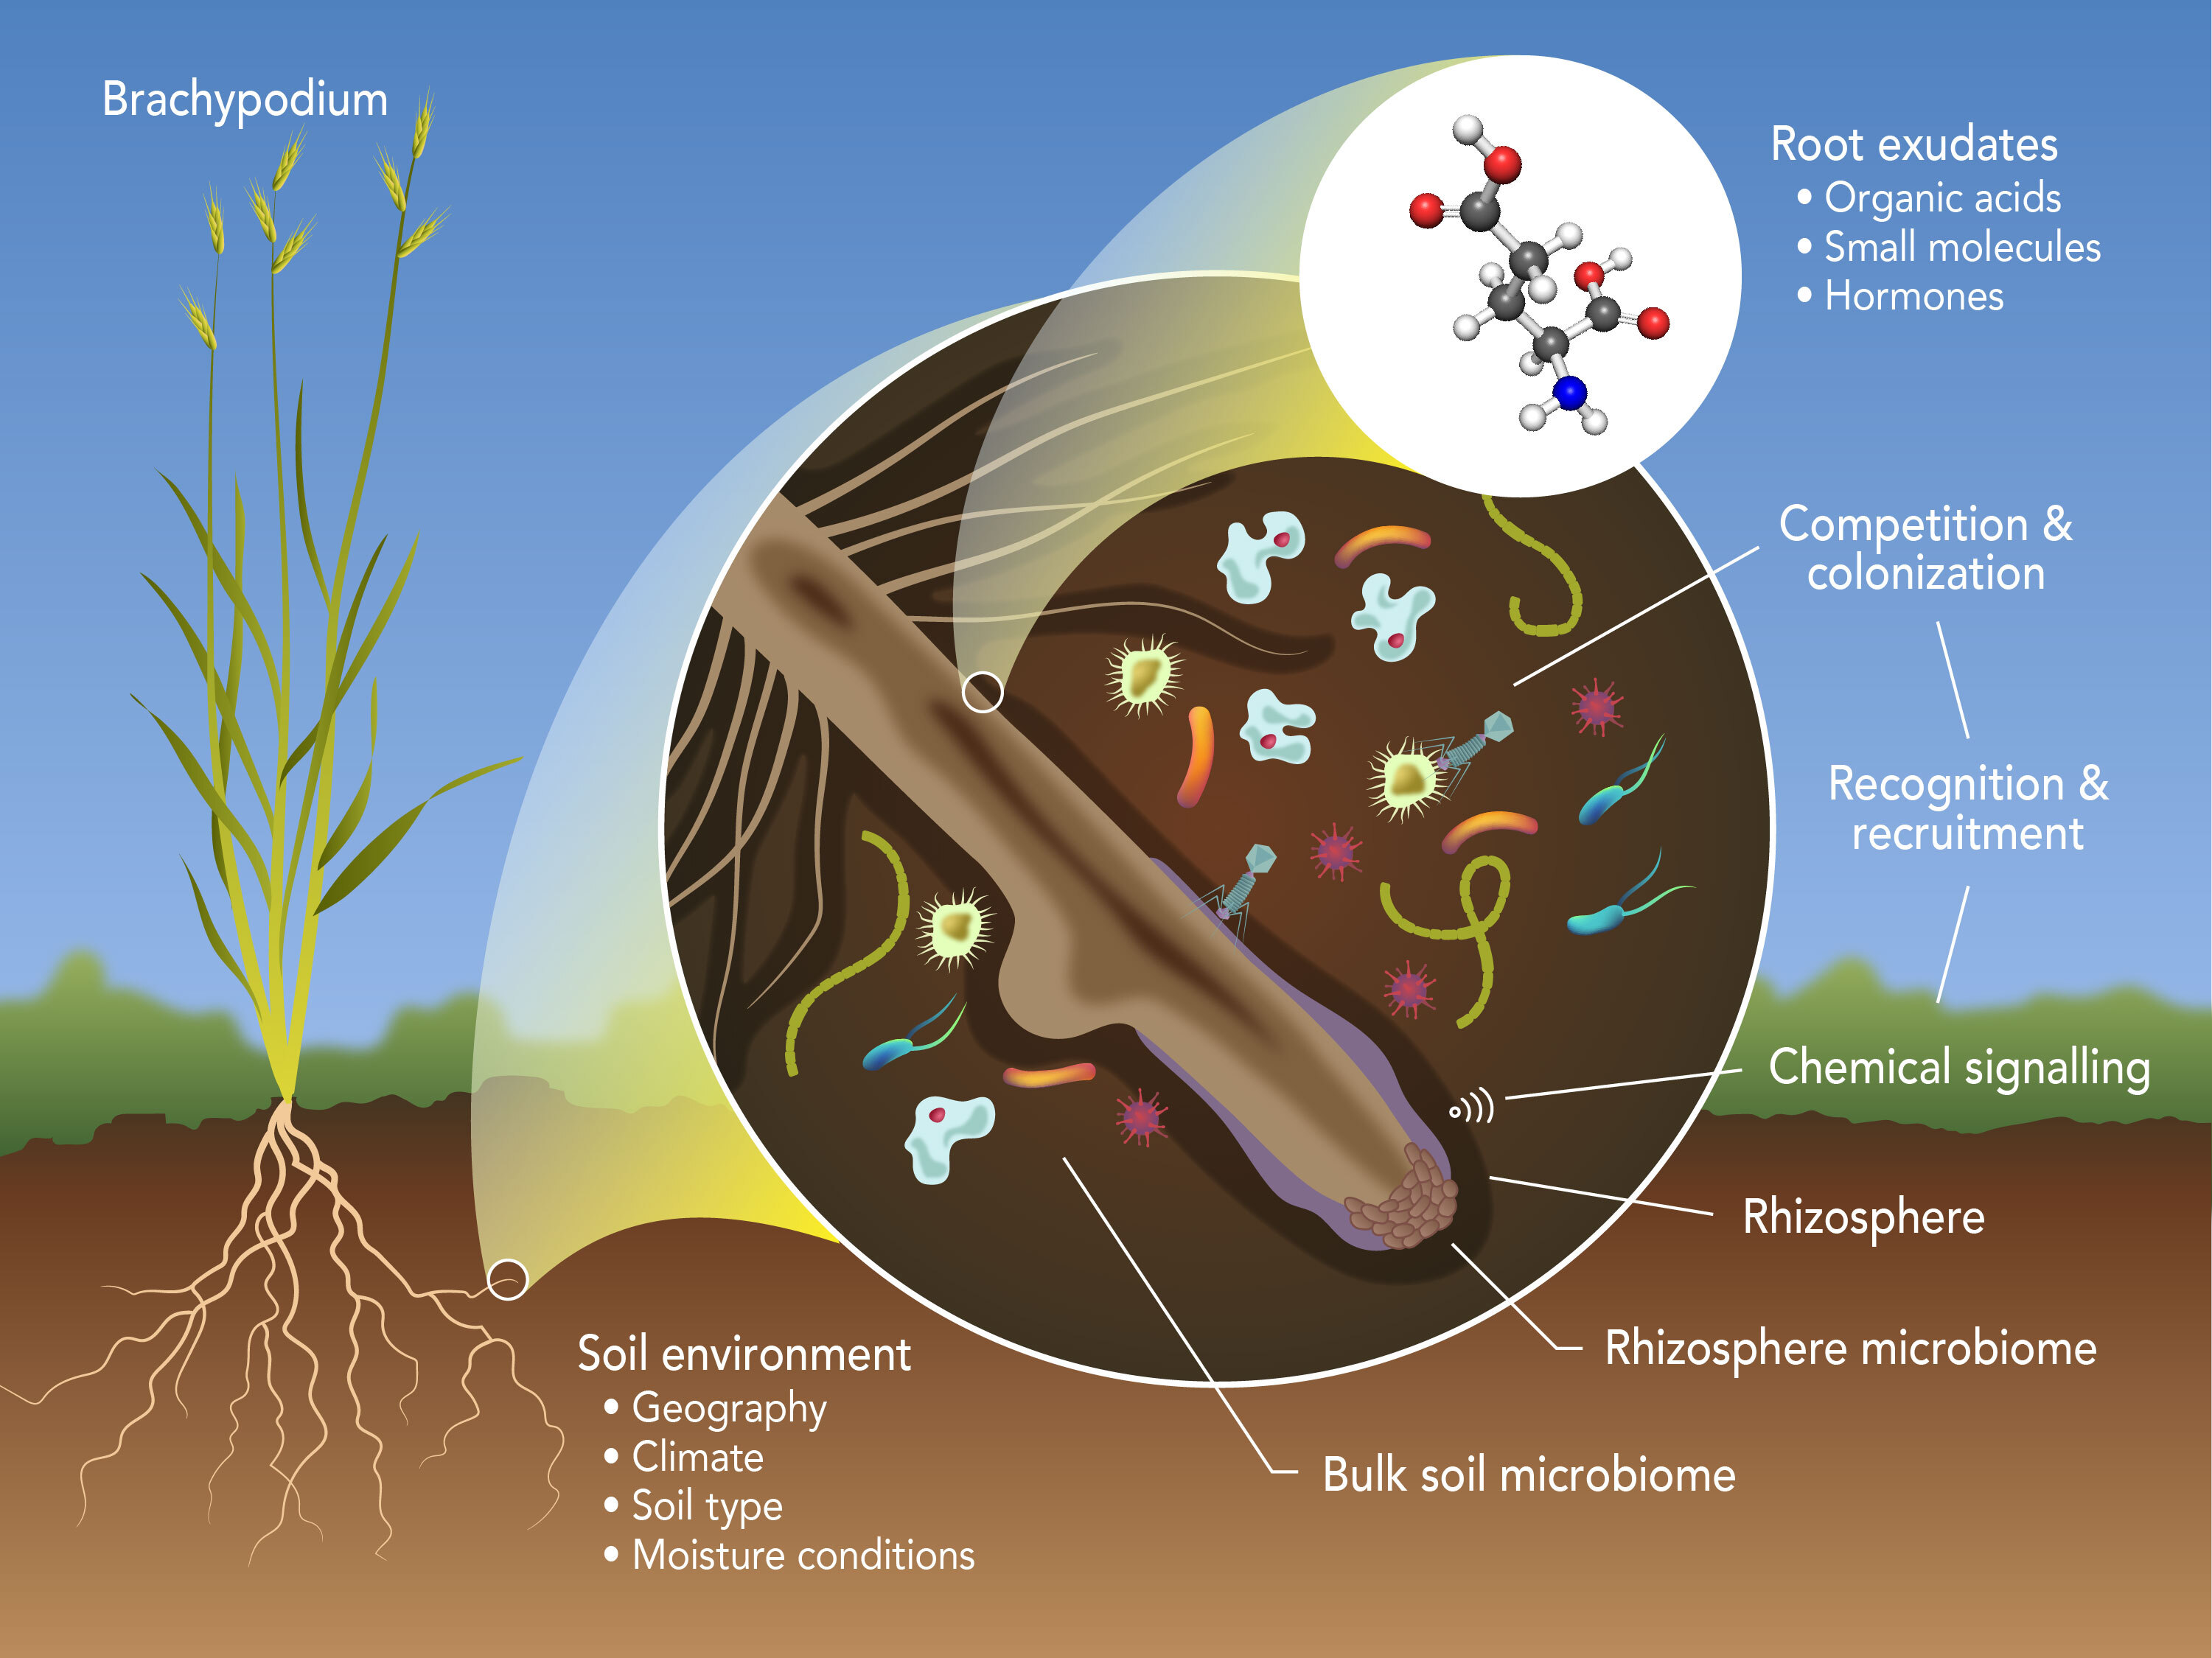 Brachypodium
Root exudates
• Organic acids
• Small molecules
• Hormones
Competition &
colonization
Recognition &
recruitment
Chemical signalling
Rhizosphere
Rhizosphere microbiome
Bulk soil microbiome
Soil environment
• Geography
• Climate
• Soil type
• Moisture conditions